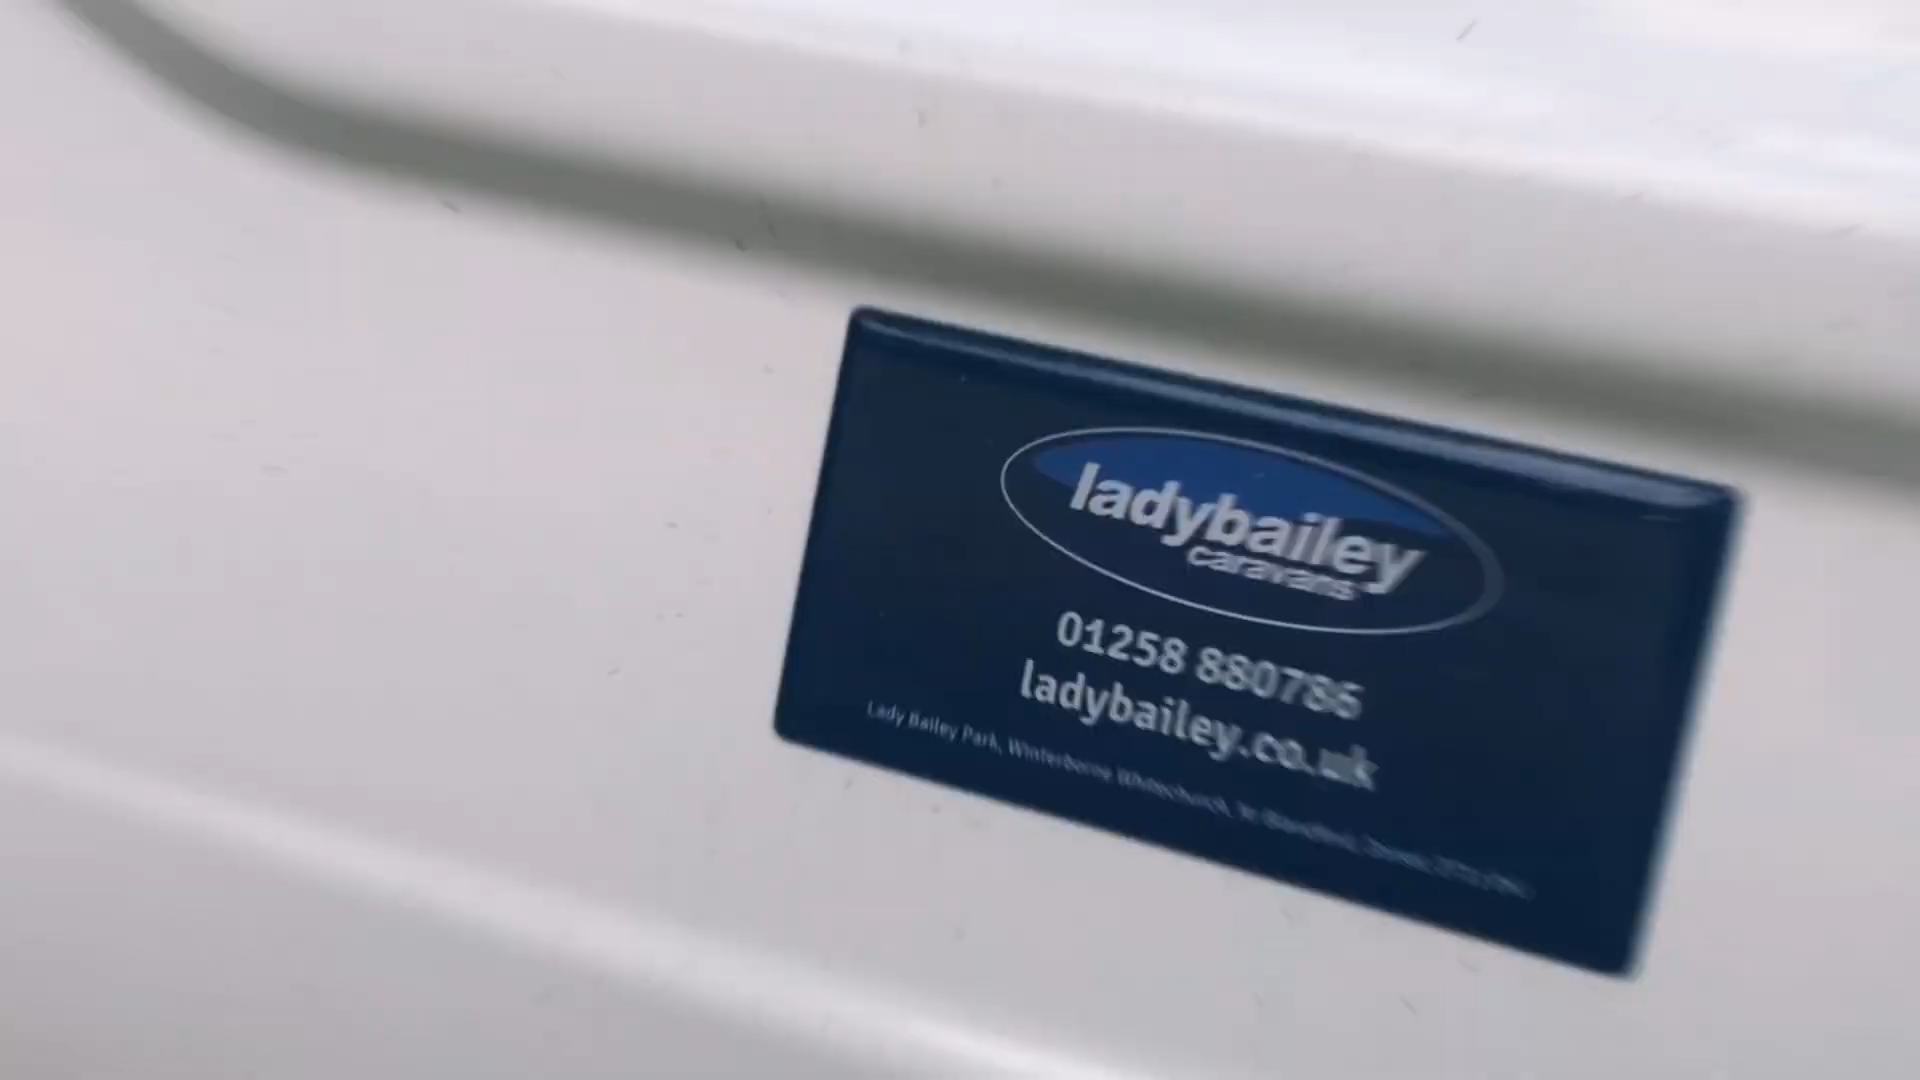 ladybailey
caravans
01258 880786
ladybailey.co.uk
Lady Bailey Park, Winterborne Whitechurch,